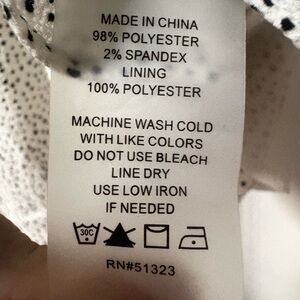 MADE IN CHINA
98% POLYESTER
2% SPANDEX
LINING
100% POLYESTER
MACHINE WASH COLD
WITH LIKE COLORS
DO NOT USE BLEACH
LINE DRY
USE LOW IRON
IF NEEDED
30C
RN#51323